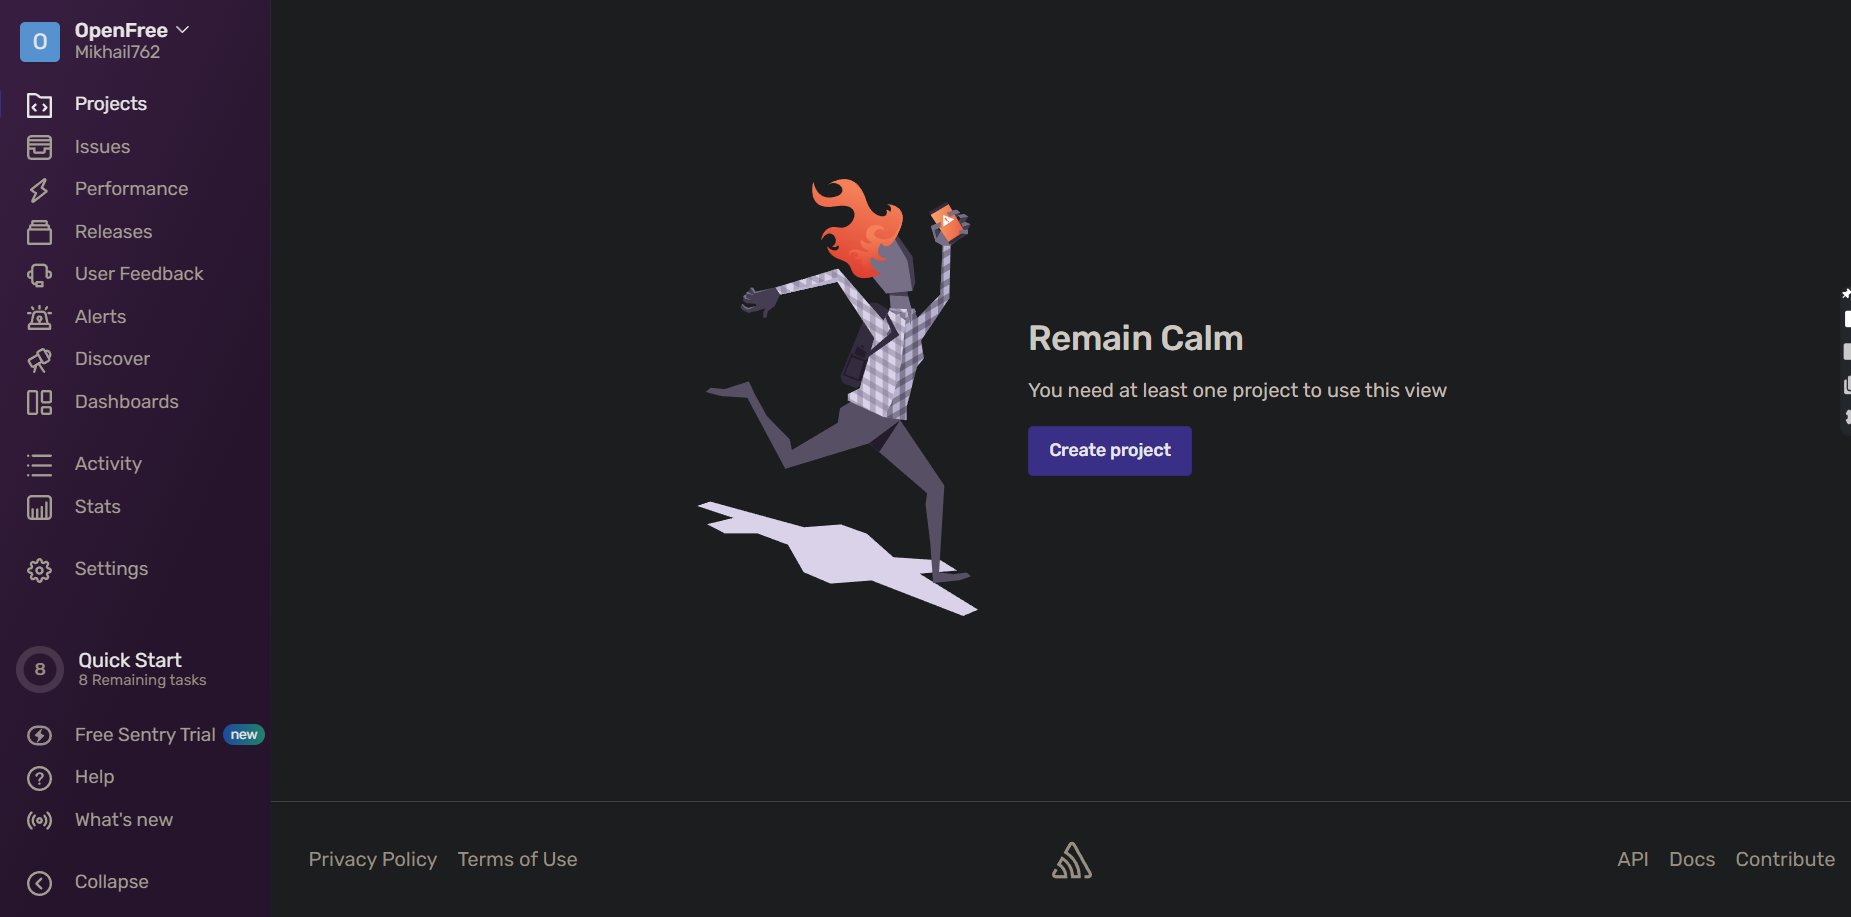 O
OpenFree
Mikhail762
Projects
Issues
Performance
Releases
User Feedback
Alerts
Discover
Dashboards
Activity
Stats
Settings
8
Quick Start
8 Remaining tasks
Free Sentry Trial new
Help
What's new
Collapse
Remain Calm
You need at least one project to use this view
Create project
Privacy Policy Terms of Use
API Docs Contribute